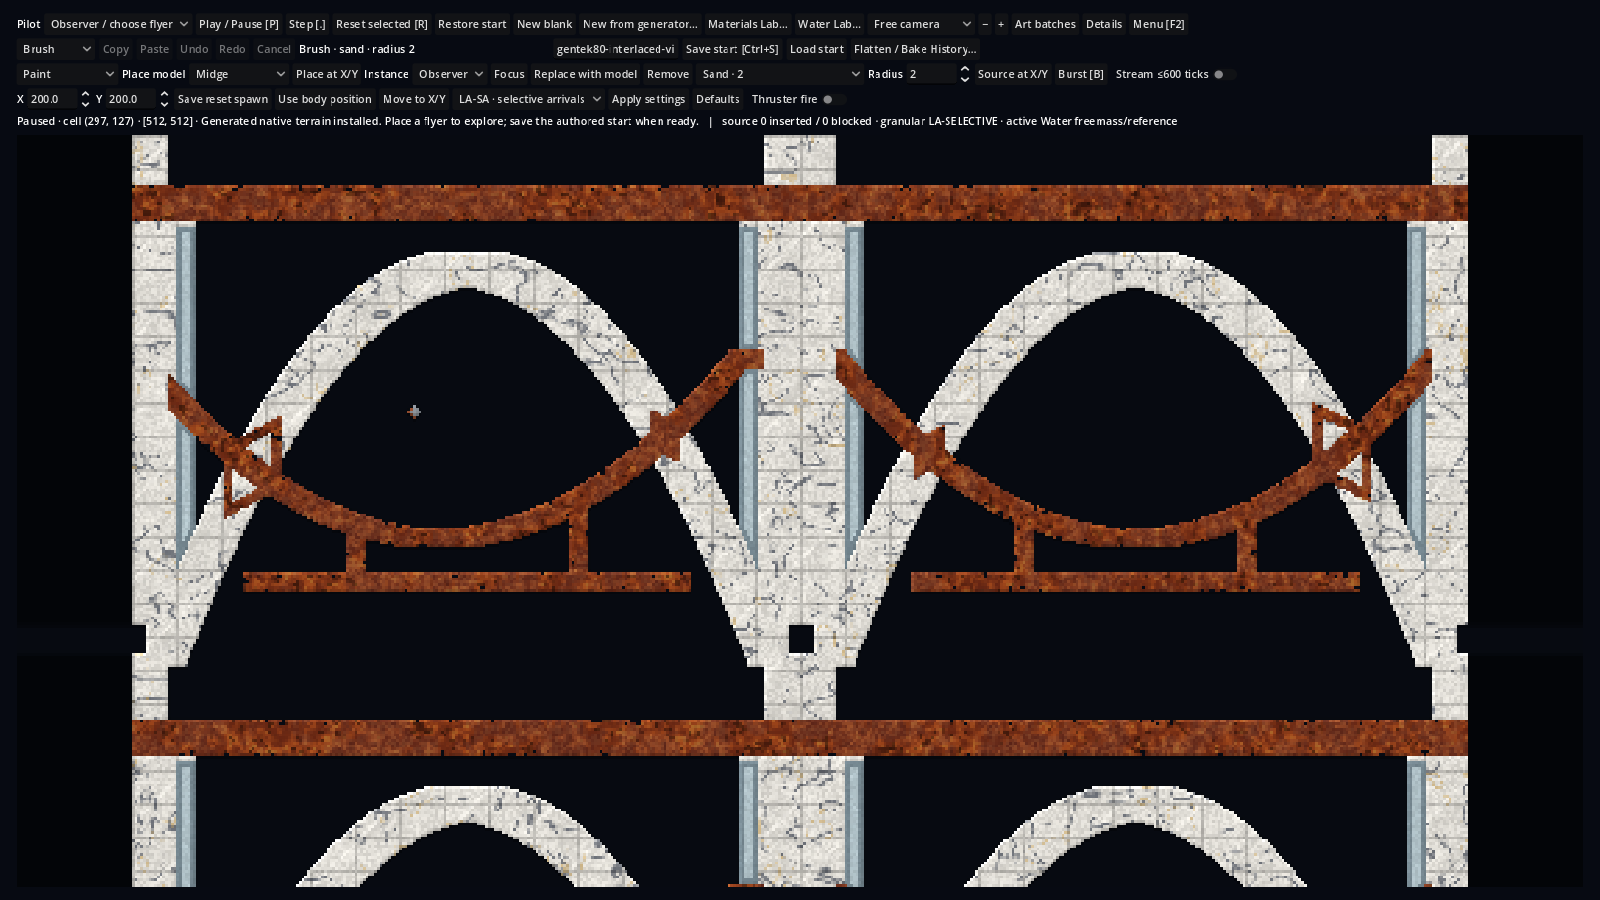 Pilot Observer / choose flyer Play / Pause [P] Step [.] Reset selected [R] Restore start New blank New from generator... Materials Lab... Water Lab... Free camera − + Art batches Details Menu [F2]
Brush Copy Paste Undo Redo Cancel Brush · sand · radius 2 gentek80-interlaced-vi Save start [Ctrl+S] Load start Flatten / Bake History...
Paint Place model Midge Place at X/Y Instance Observer Focus Replace with model Remove Sand · 2 Radius 2 Source at X/Y Burst [B] Stream ≤600 ticks
X 200.0 Y 200.0 Save reset spawn Use body position Move to X/Y LA-SA · selective arrivals Apply settings Defaults Thruster fire
Paused · cell (297, 127) · [512, 512] · Generated native terrain installed. Place a flyer to explore; save the authored start when ready. | source 0 inserted / 0 blocked · granular LA-SELECTIVE · active Water freemass/reference